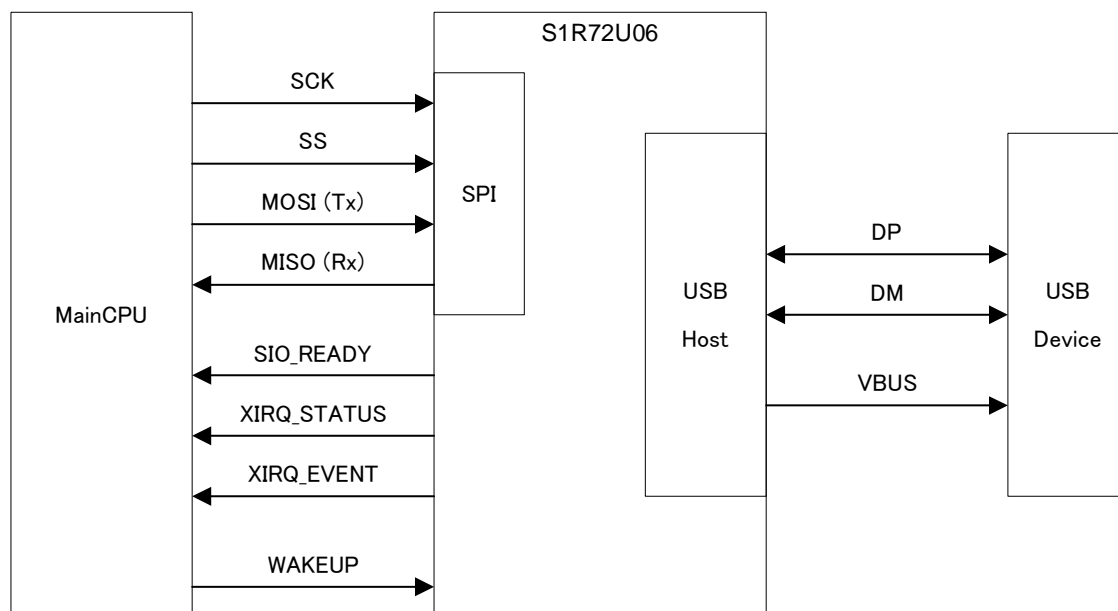 S1R72U06
SCK
SS
MOSI (Tx)
SPI
MISO (Rx)
DP
USB
Host
DM
USB
Device
MainCPU
SIO_READY
VBUS
XIRQ_STATUS
XIRQ_EVENT
WAKEUP